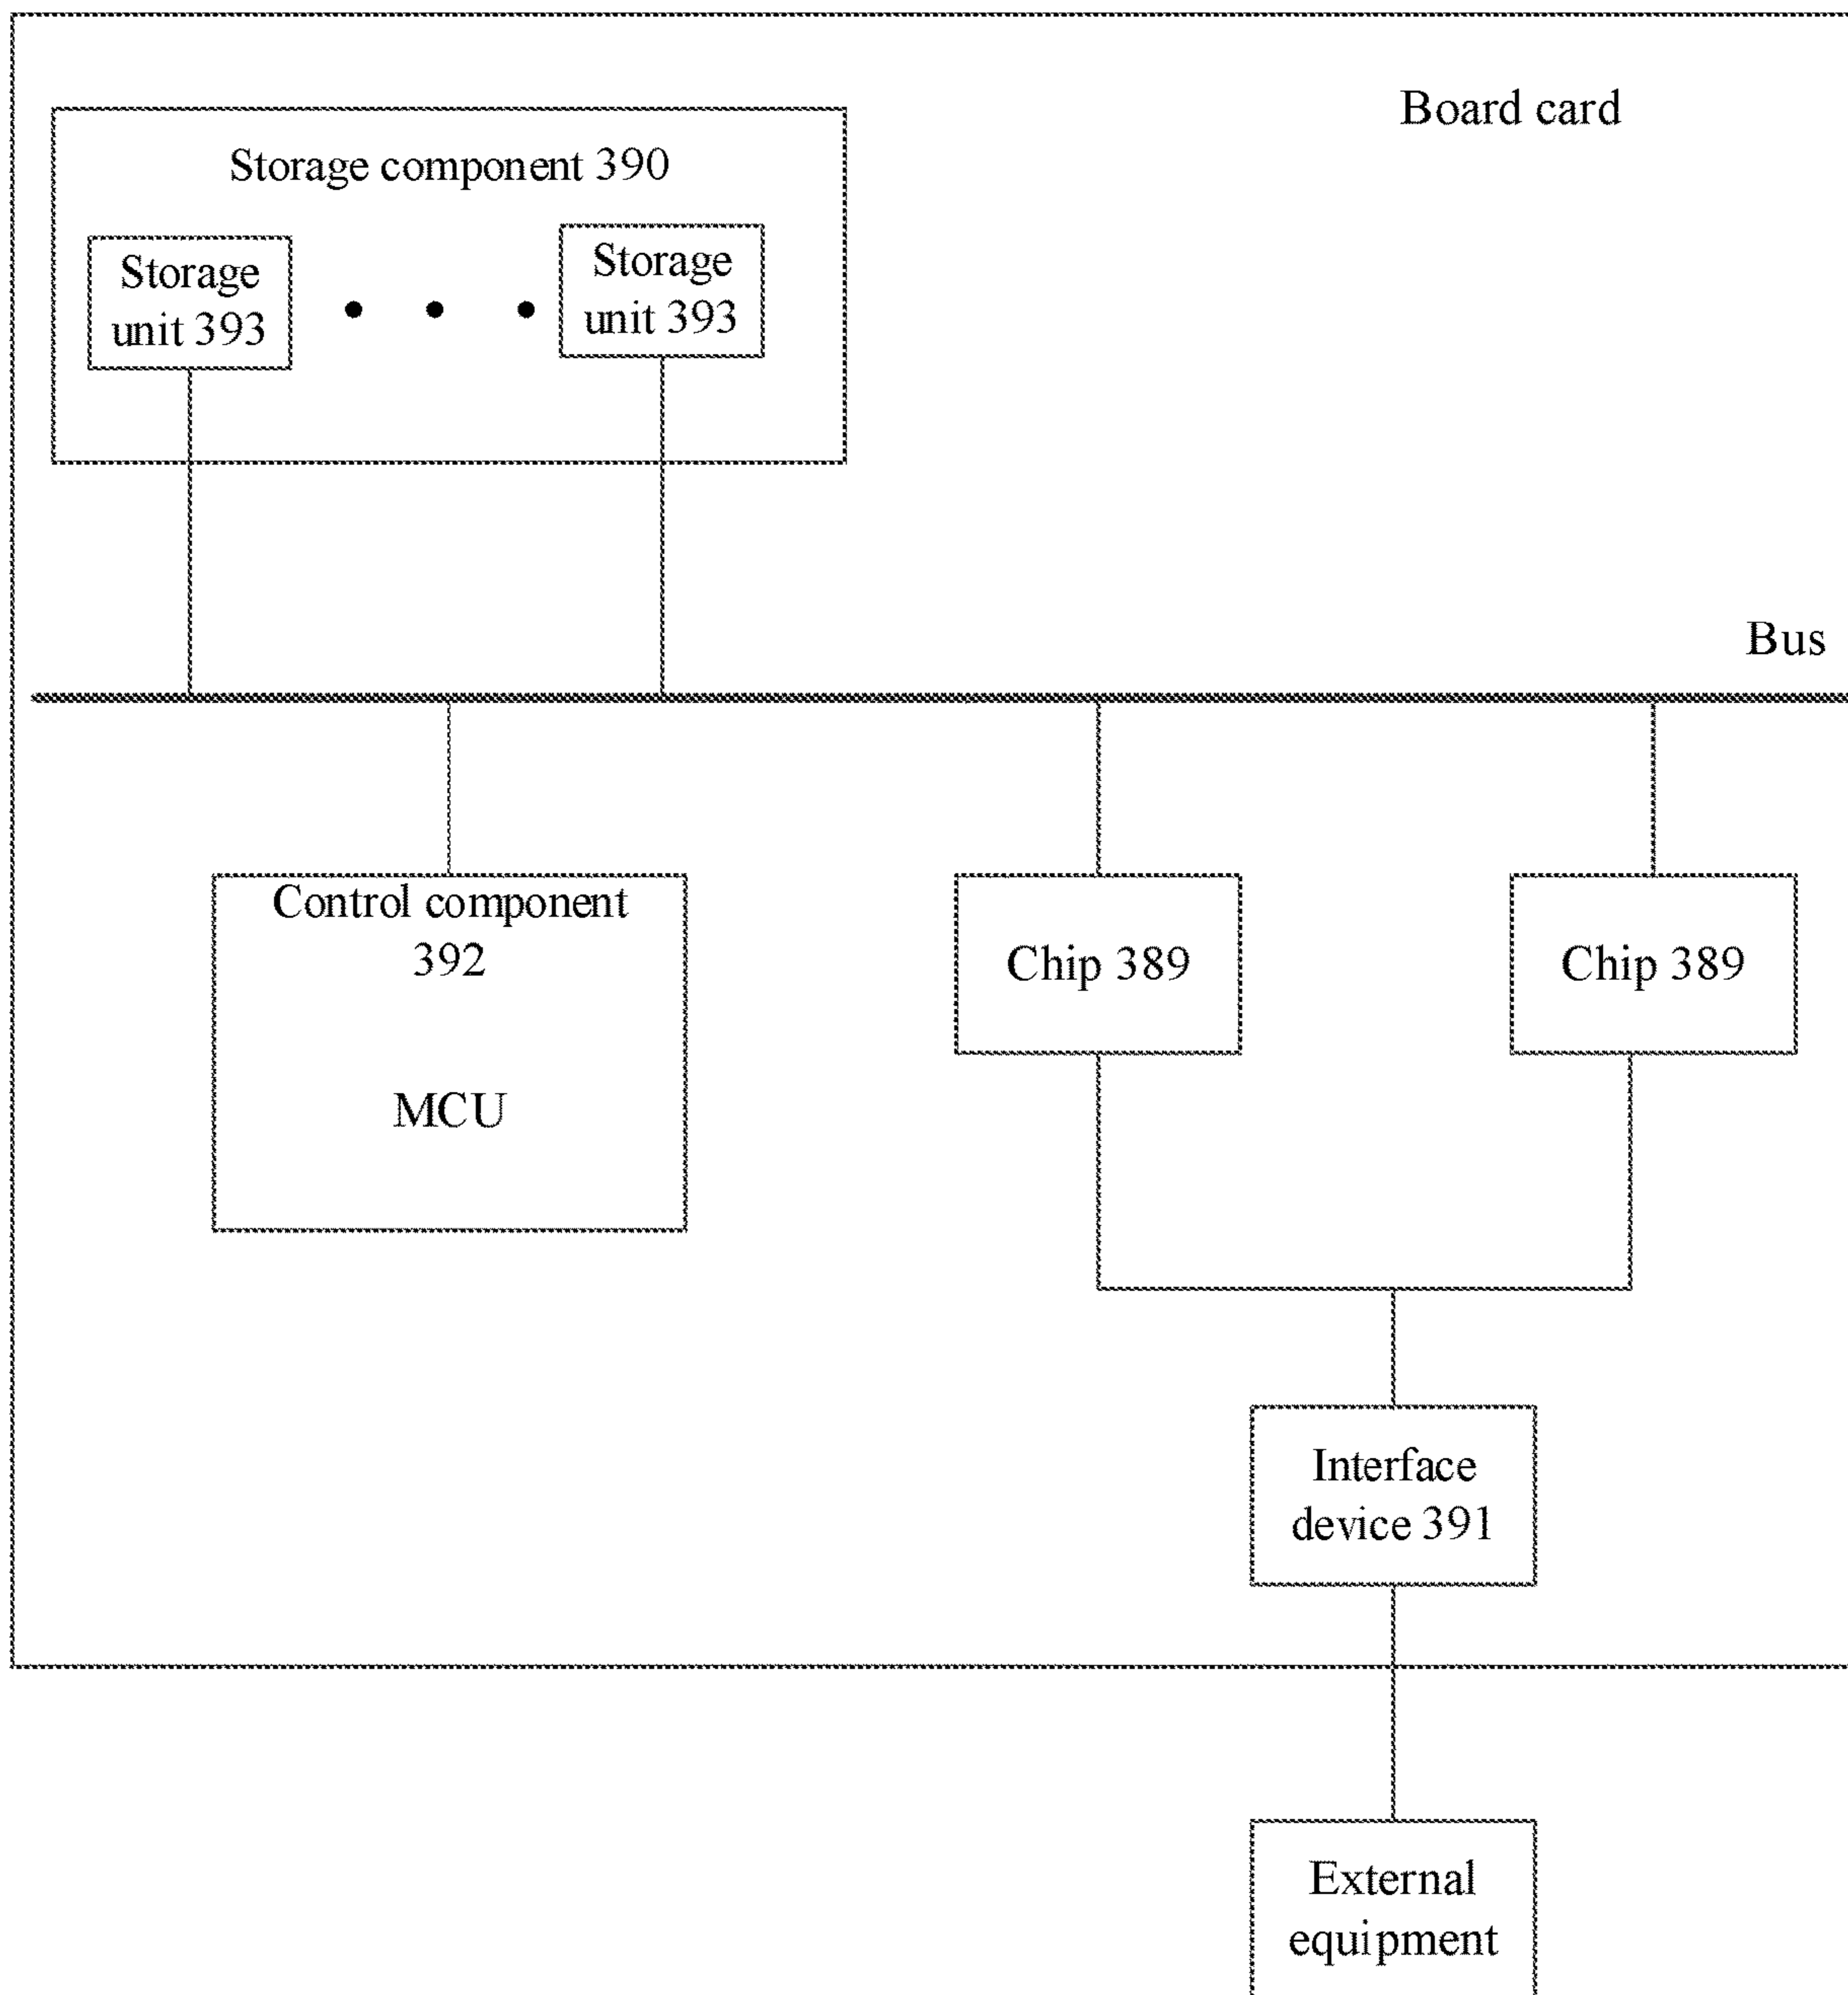 Board card
Storage component 390
Storage
unit 393
Storage
unit 393
Bus
Control component
392
MCU
Chip 389
Chip 389
Interface
device 391
External
equipment